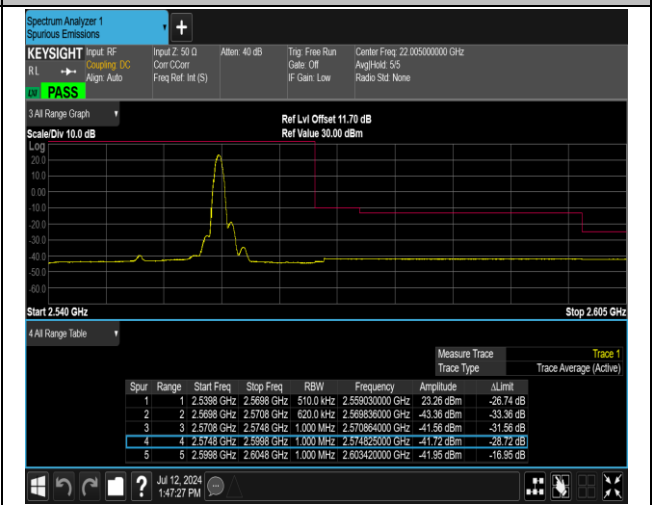 Spectrum Analyzer 1
Spurious Emissions
+
KEYSIGHT Input: RF Input Z: 50 Ω Atten: 40 dB Trig: Free Run Center Freq: 22.005000000 GHz
RL Coupling: DC Corr CCorr Gate: Off Avg|Hold: 5/5
Align: Auto Freq Ref: Int (S) IF Gain: Low Radio Std: None
PASS
3 All Range Graph
Ref Lvl Offset 11.70 dB
Scale/Div 10.0 dB Ref Value 30.00 dBm
Log
20.0
10.0
0.00
-10.0
-20.0
-30.0
-40.0
-50.0
-60.0
Start 2.540 GHz Stop 2.605 GHz
4 All Range Table
Measure Trace Trace 1
Trace Type Trace Average (Active)
Spur Range Start Freq Stop Freq RBW Frequency Amplitude ΔLimit
1 1 2.5398 GHz 2.5698 GHz 510.0 kHz 2.559030000 GHz 23.26 dBm -26.74 dB
2 2 2.5698 GHz 2.5708 GHz 620.0 kHz 2.569836000 GHz -43.36 dBm -33.36 dB
3 3 2.5708 GHz 2.5748 GHz 1.000 MHz 2.570864000 GHz -41.56 dBm -31.56 dB
4 4 2.5748 GHz 2.5998 GHz 1.000 MHz 2.574825000 GHz -41.72 dBm -28.72 dB
5 5 2.5998 GHz 2.6048 GHz 1.000 MHz 2.603420000 GHz -41.95 dBm -16.95 dB
? Jul 12, 2024
1:47:27 PM